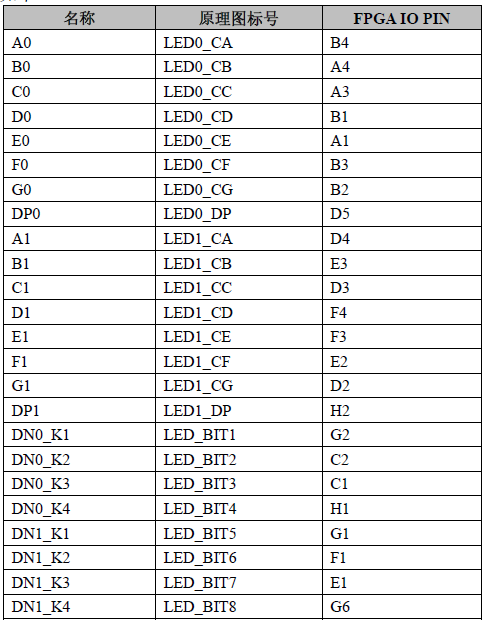 名称 原理图标号 FPGA IO PIN
A0 LED0_CA B4
B0 LED0_CB A4
C0 LED0_CC A3
D0 LED0_CD B1
E0 LED0_CE A1
F0 LED0_CF B3
G0 LED0_CG B2
DP0 LED0_DP D5
A1 LED1_CA D4
B1 LED1_CB E3
C1 LED1_CC D3
D1 LED1_CD F4
E1 LED1_CE F3
F1 LED1_CF E2
G1 LED1_CG D2
DP1 LED1_DP H2
DN0_K1 LED_BIT1 G2
DN0_K2 LED_BIT2 C2
DN0_K3 LED_BIT3 C1
DN0_K4 LED_BIT4 H1
DN1_K1 LED_BIT5 G1
DN1_K2 LED_BIT6 F1
DN1_K3 LED_BIT7 E1
DN1_K4 LED_BIT8 G6